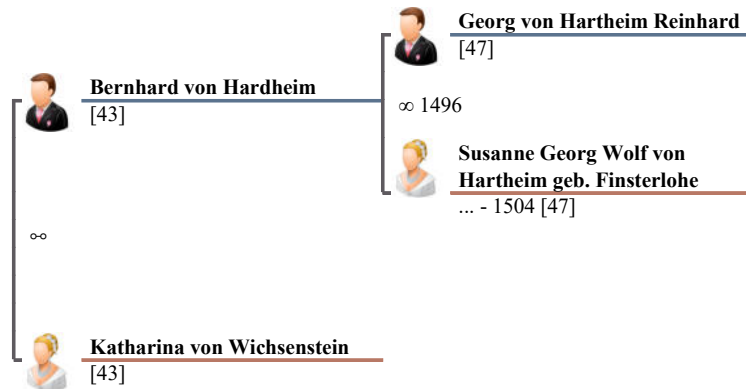 Georg von Hartheim Reinhard
[47]
Bernhard von Hardheim
[43]
∞ 1496
Susanne Georg Wolf von
Hartheim geb. Finsterlohe
... - 1504 [47]
⚯
Katharina von Wichsenstein
[43]